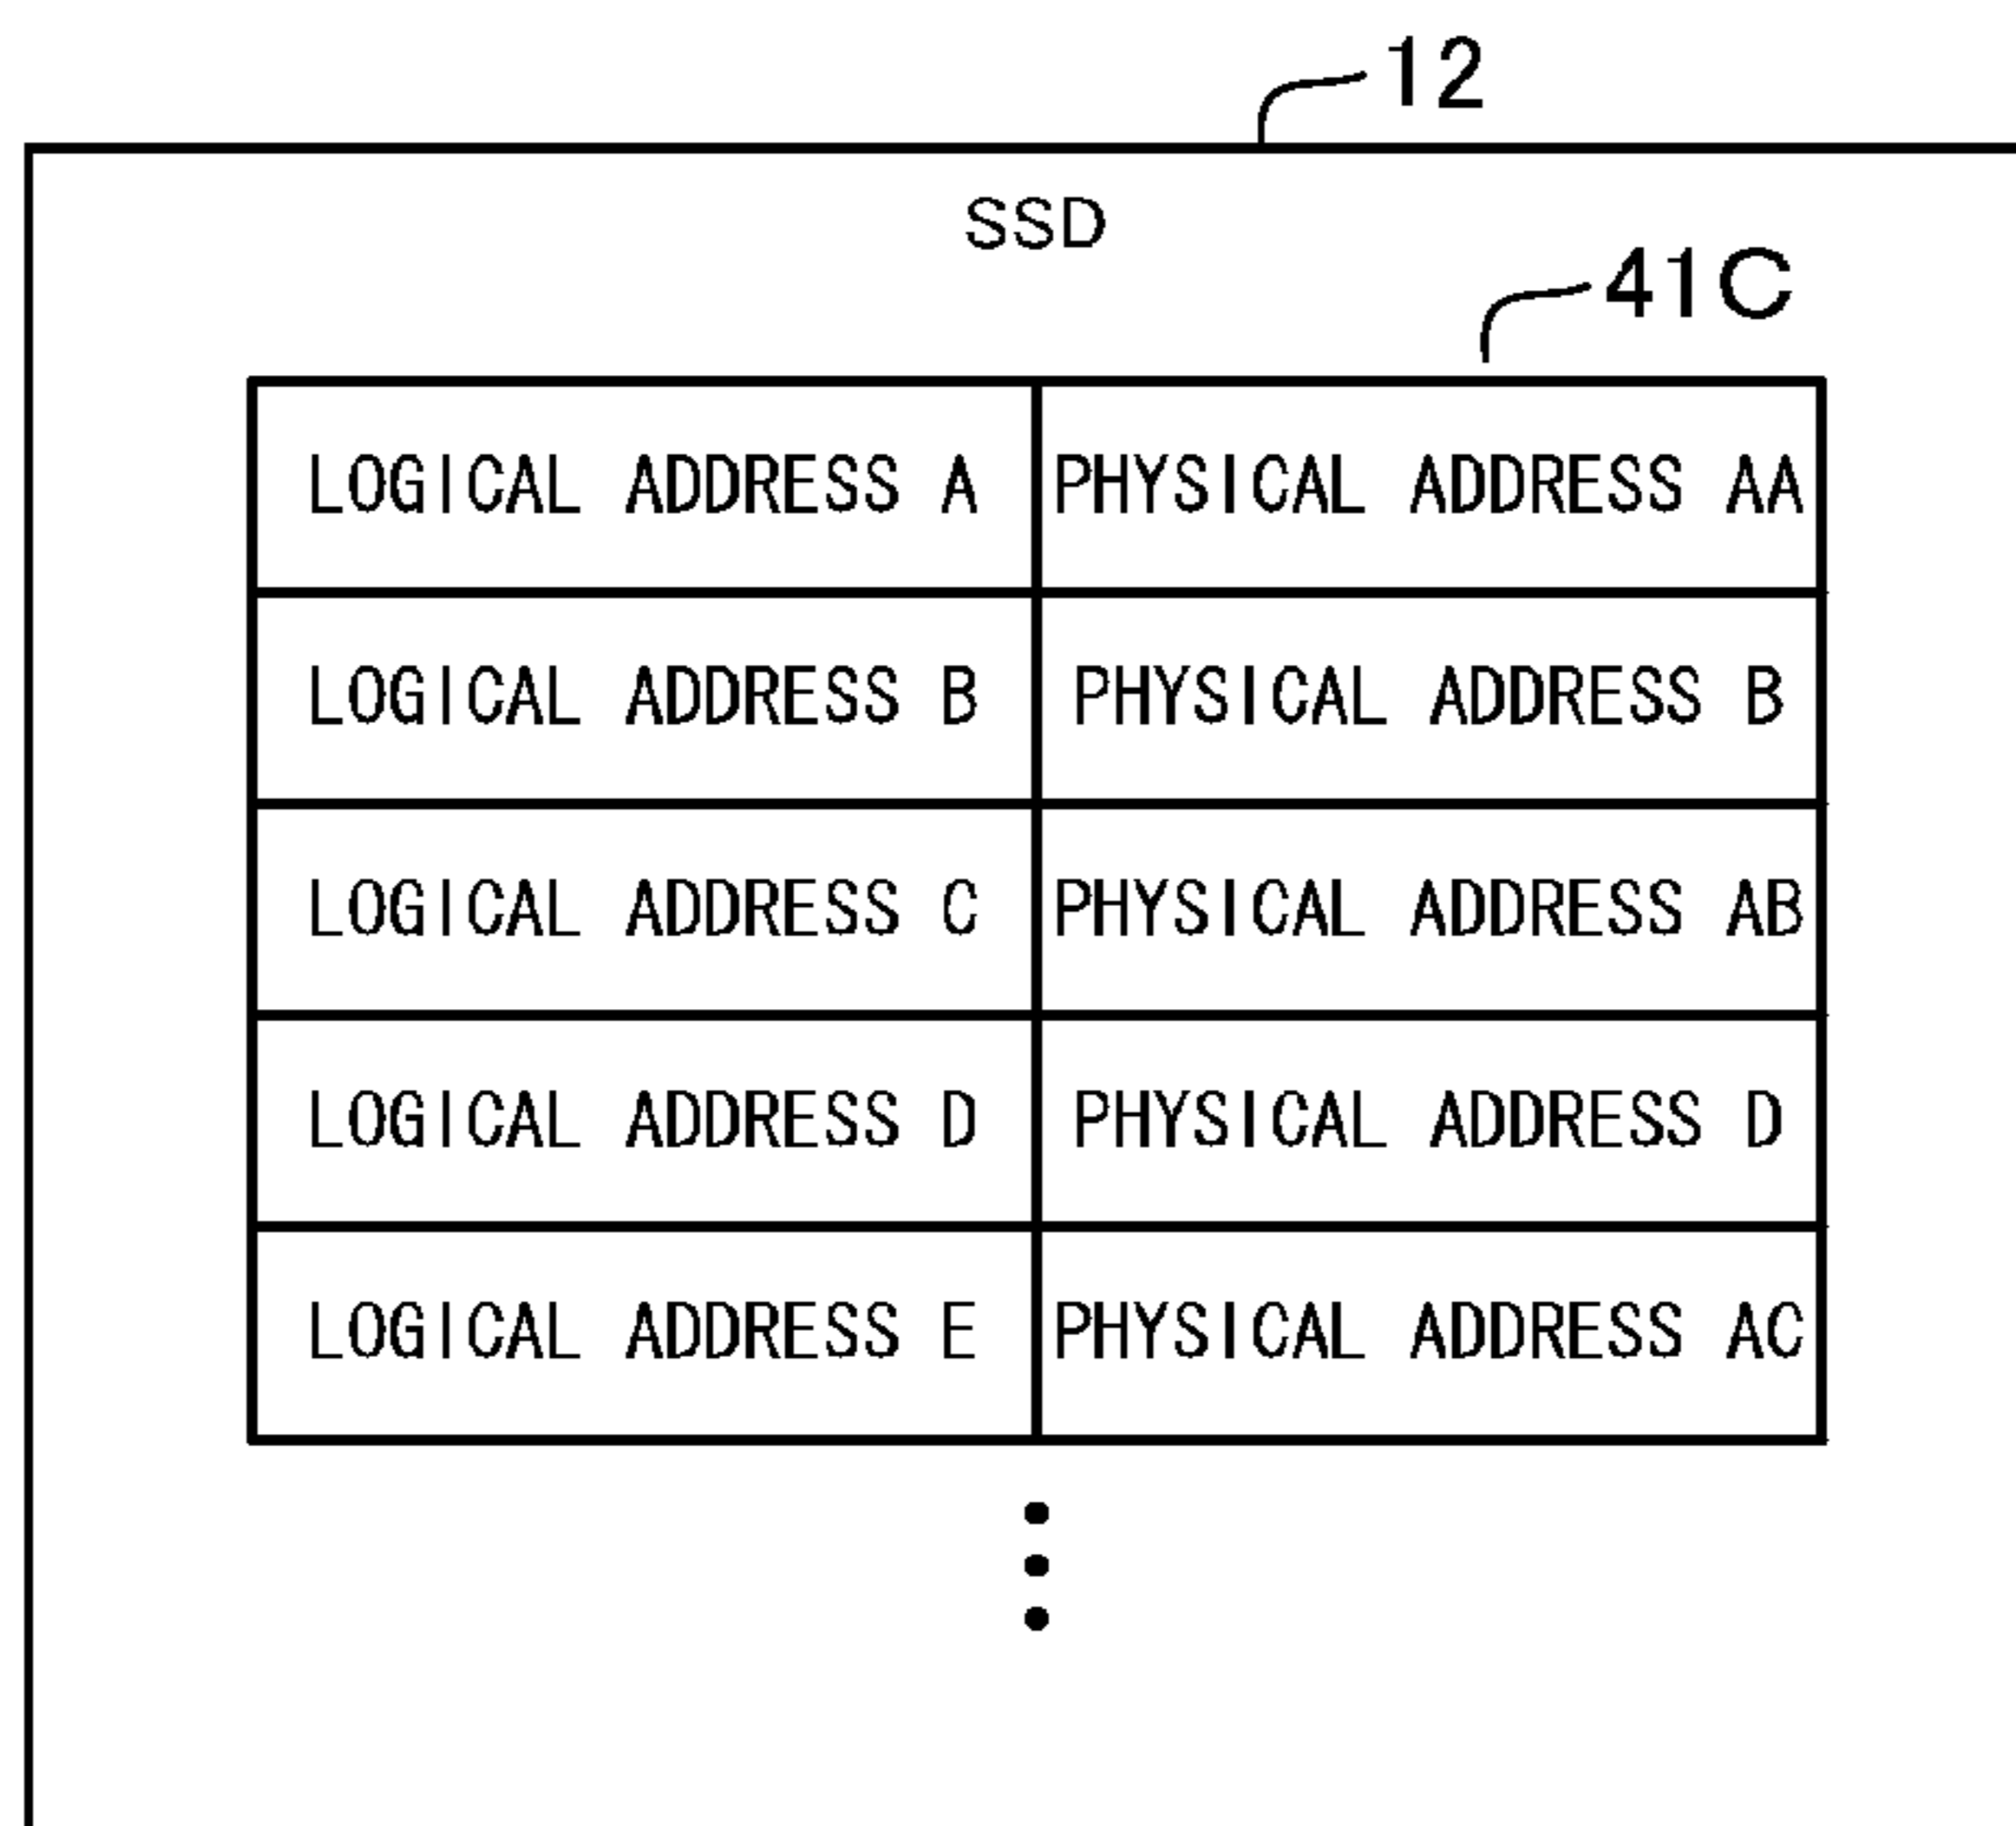 12
SSD
41C
LOGICAL ADDRESS A PHYSICAL ADDRESS AA
LOGICAL ADDRESS B PHYSICAL ADDRESS B
LOGICAL ADDRESS C PHYSICAL ADDRESS AB
LOGICAL ADDRESS D PHYSICAL ADDRESS D
LOGICAL ADDRESS E PHYSICAL ADDRESS AC